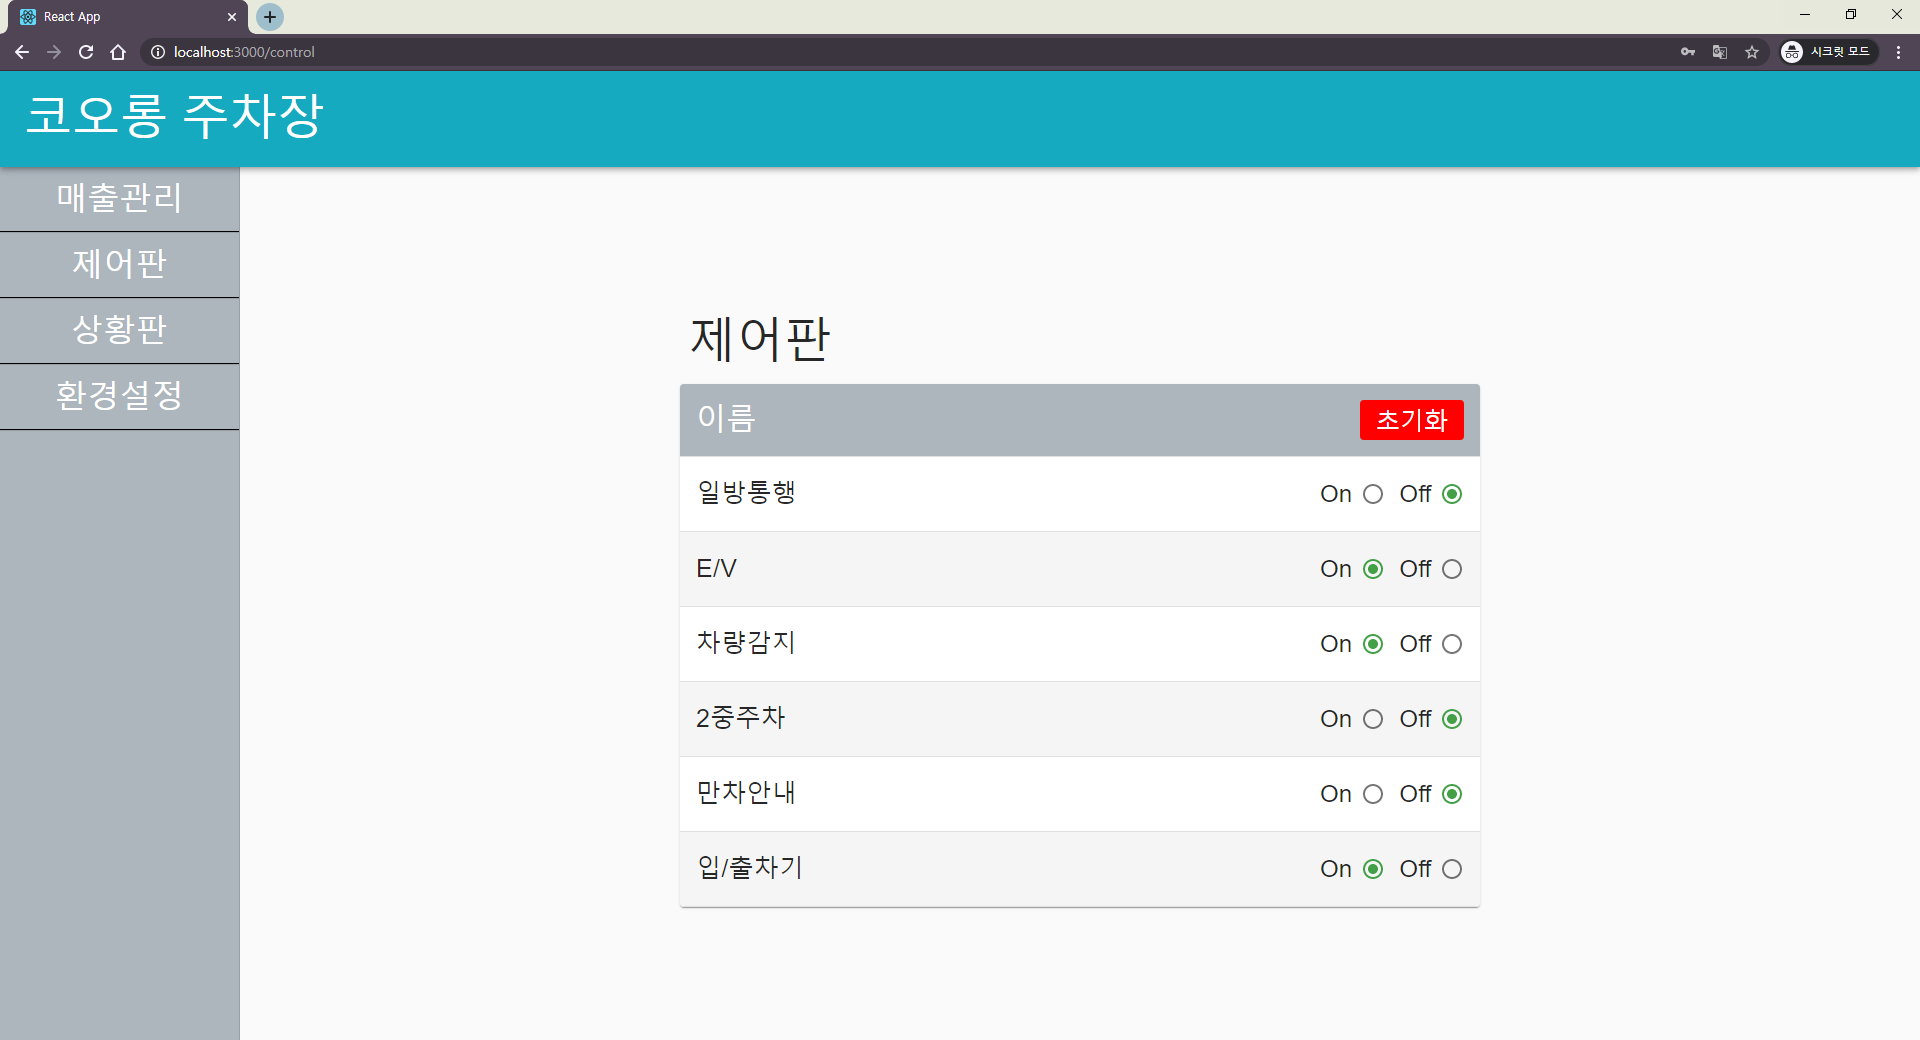 React App
localhost:3000/control
시크릿 모드
코오롱 주차장
매출관리
제어판
상황판
환경설정
제어판
이름 초기화
일방통행 On Off
E/V On Off
차량감지 On Off
2중주차 On Off
만차안내 On Off
입/출차기 On Off